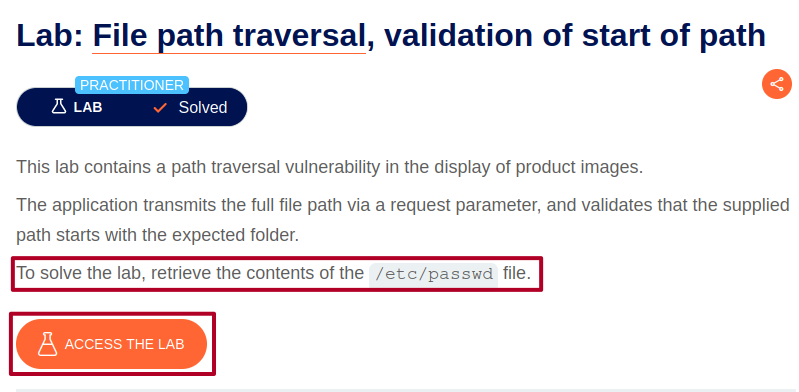 Lab: File path traversal, validation of start of path
PRACTITIONER
LAB Solved
This lab contains a path traversal vulnerability in the display of product images.
The application transmits the full file path via a request parameter, and validates that the supplied
path starts with the expected folder.
To solve the lab, retrieve the contents of the /etc/passwd file.
ACCESS THE LAB